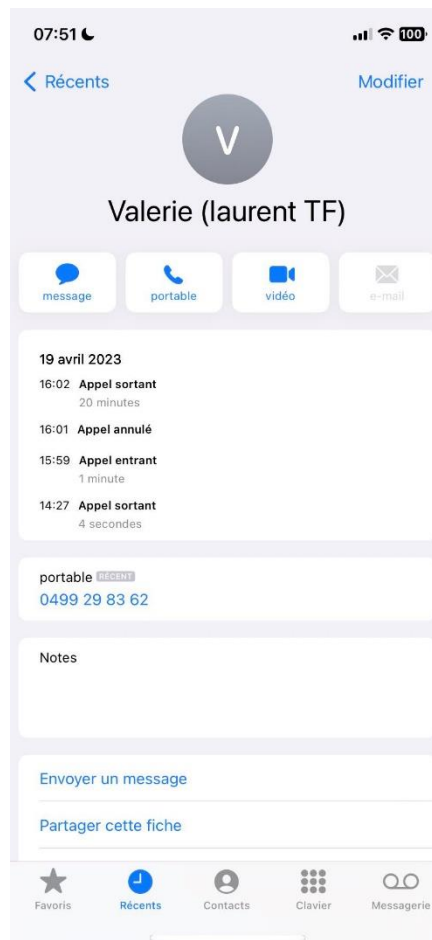 07:51
100
Récents
Modifier
V
Valerie (laurent TF)
message
portable
vidéo
e-mail
19 avril 2023
16:02 Appel sortant
20 minutes
16:01 Appel annulé
15:59 Appel entrant
1 minute
14:27 Appel sortant
4 secondes
portable RÉCENT
0499 29 83 62
Notes
Envoyer un message
Partager cette fiche
Favoris
Récents
Contacts
Clavier
Messagerie